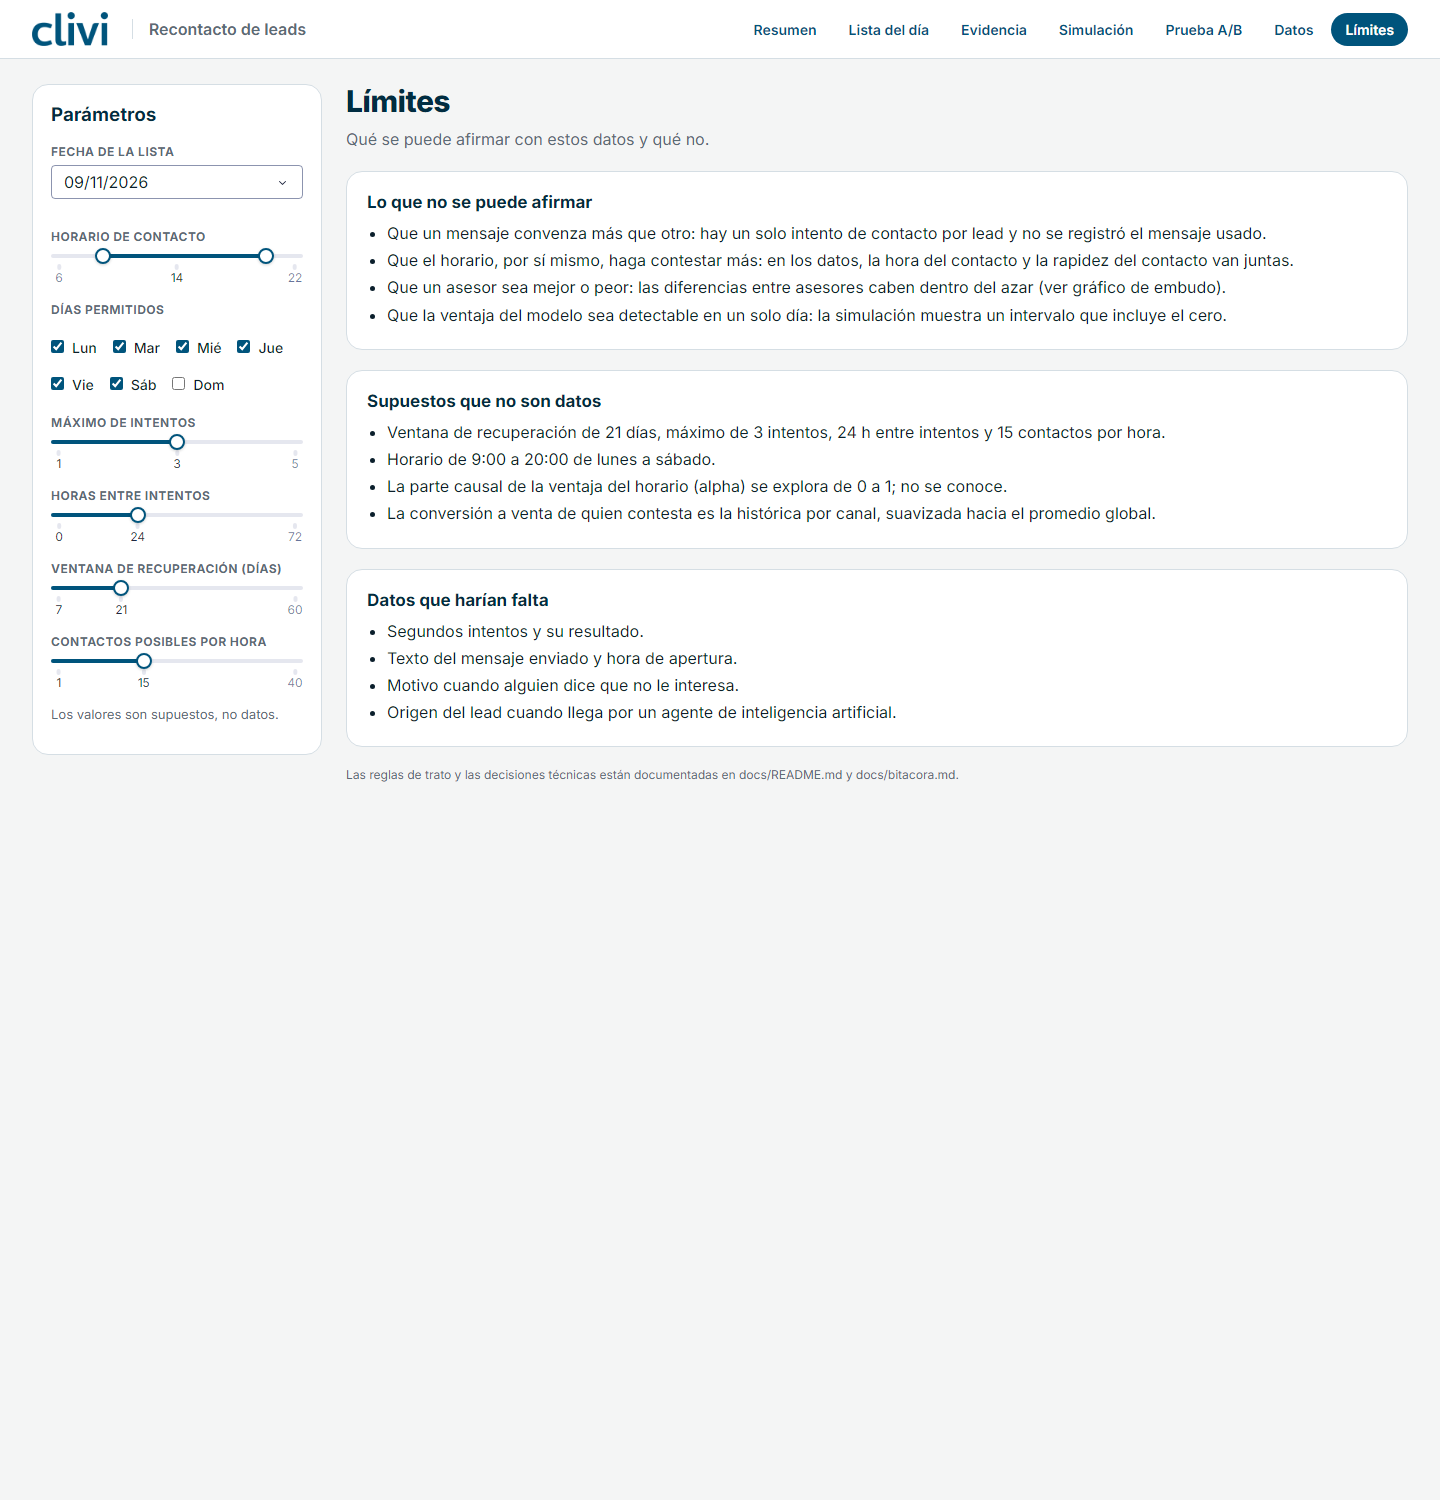 clivi
Recontacto de leads
Resumen
Lista del día
Evidencia
Simulación
Prueba A/B
Datos
Límites
Parámetros
FECHA DE LA LISTA
09/11/2026
HORARIO DE CONTACTO
6 14 22
DÍAS PERMITIDOS
Lun Mar Mié Jue
Vie Sáb Dom
MÁXIMO DE INTENTOS
1 3 5
HORAS ENTRE INTENTOS
0 24 72
VENTANA DE RECUPERACIÓN (DÍAS)
7 21 60
CONTACTOS POSIBLES POR HORA
1 15 40
Los valores son supuestos, no datos.
Límites
Qué se puede afirmar con estos datos y qué no.
Lo que no se puede afirmar
Que un mensaje convenza más que otro: hay un solo intento de contacto por lead y no se registró el mensaje usado.
Que el horario, por sí mismo, haga contestar más: en los datos, la hora del contacto y la rapidez del contacto van juntas.
Que un asesor sea mejor o peor: las diferencias entre asesores caben dentro del azar (ver gráfico de embudo).
Que la ventaja del modelo sea detectable en un solo día: la simulación muestra un intervalo que incluye el cero.
Supuestos que no son datos
Ventana de recuperación de 21 días, máximo de 3 intentos, 24 h entre intentos y 15 contactos por hora.
Horario de 9:00 a 20:00 de lunes a sábado.
La parte causal de la ventaja del horario (alpha) se explora de 0 a 1; no se conoce.
La conversión a venta de quien contesta es la histórica por canal, suavizada hacia el promedio global.
Datos que harían falta
Segundos intentos y su resultado.
Texto del mensaje enviado y hora de apertura.
Motivo cuando alguien dice que no le interesa.
Origen del lead cuando llega por un agente de inteligencia artificial.
Las reglas de trato y las decisiones técnicas están documentadas en docs/README.md y docs/bitacora.md.